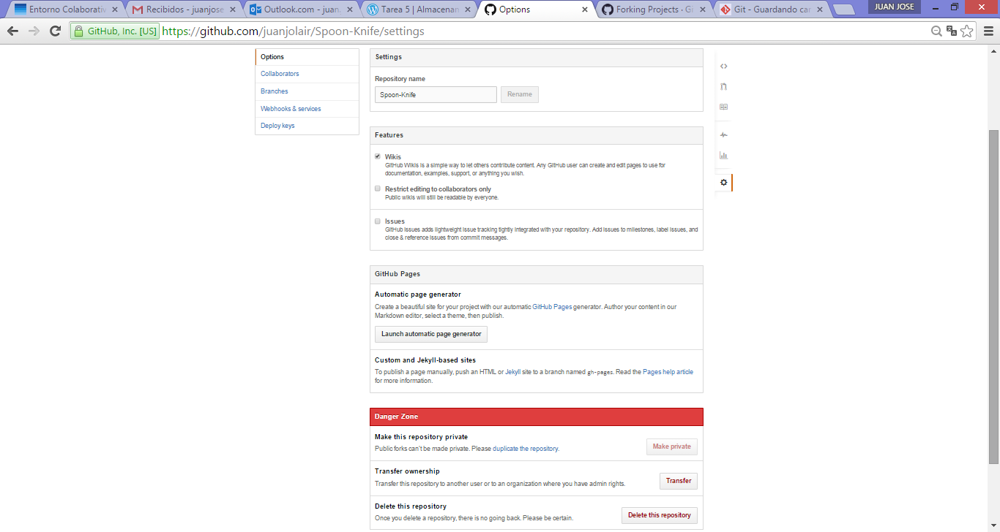 Entorno Colaborativ
Recibidos - juanjose
Outlook.com - juan
Tarea 5 | Almacenan
Options
Forking Projects · Gi
Git - Guardando car
JUAN JOSE
GitHub, Inc. [US]
https://github.com/juanjolair/Spoon-Knife/settings
Options
Collaborators
Branches
Webhooks & services
Deploy keys
Settings
Repository name
Spoon-Knife
Rename
Features
Wikis
GitHub Wikis is a simple way to let others contribute content. Any GitHub user can create and edit pages to use for
documentation, examples, support, or anything you wish.
Restrict editing to collaborators only
Public wikis will still be readable by everyone.
Issues
GitHub Issues adds lightweight issue tracking tightly integrated with your repository. Add issues to milestones, label issues, and
close & reference issues from commit messages.
GitHub Pages
Automatic page generator
Create a beautiful site for your project with our automatic GitHub Pages generator. Author your content in our
Markdown editor, select a theme, then publish.
Launch automatic page generator
Custom and Jekyll-based sites
To publish a page manually, push an HTML or Jekyll site to a branch named gh-pages. Read the Pages help article
for more information.
Danger Zone
Make this repository private
Public forks can't be made private. Please duplicate the repository.
Make private
Transfer ownership
Transfer this repository to another user or to an organization where you have admin rights.
Transfer
Delete this repository
Once you delete a repository, there is no going back. Please be certain.
Delete this repository